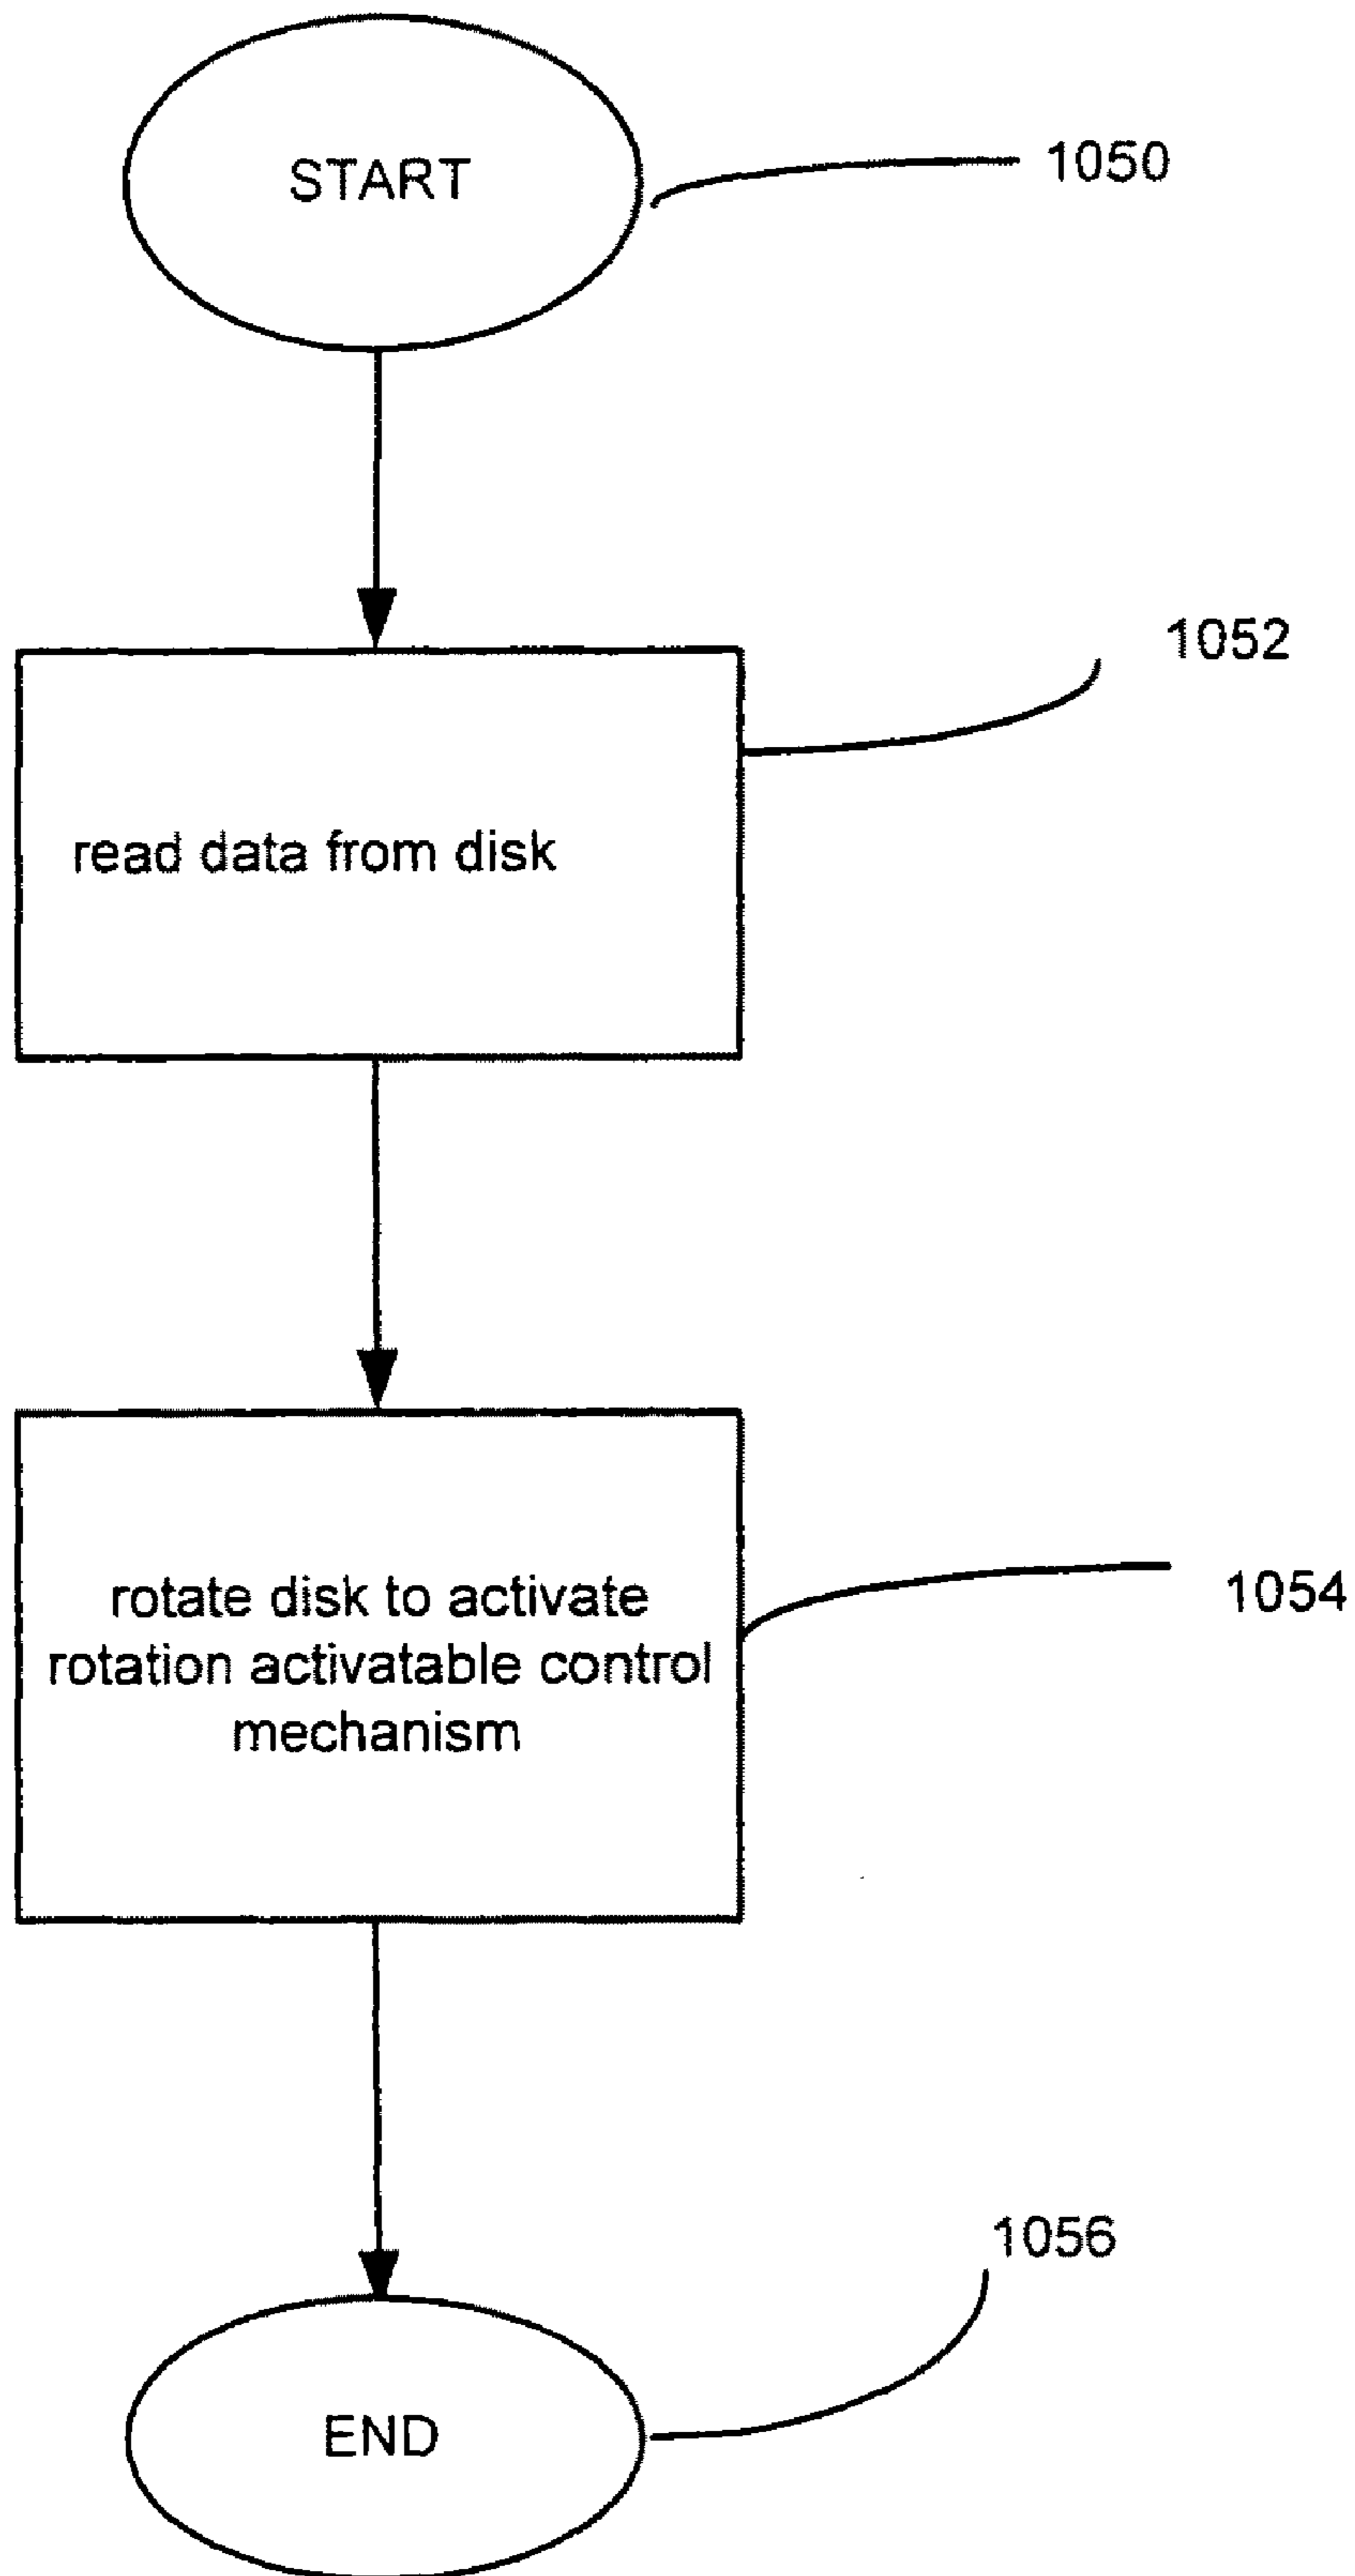 START
1050
1052
read data from disk
rotate disk to activate
rotation activatable control
mechanism
1054
1056
END